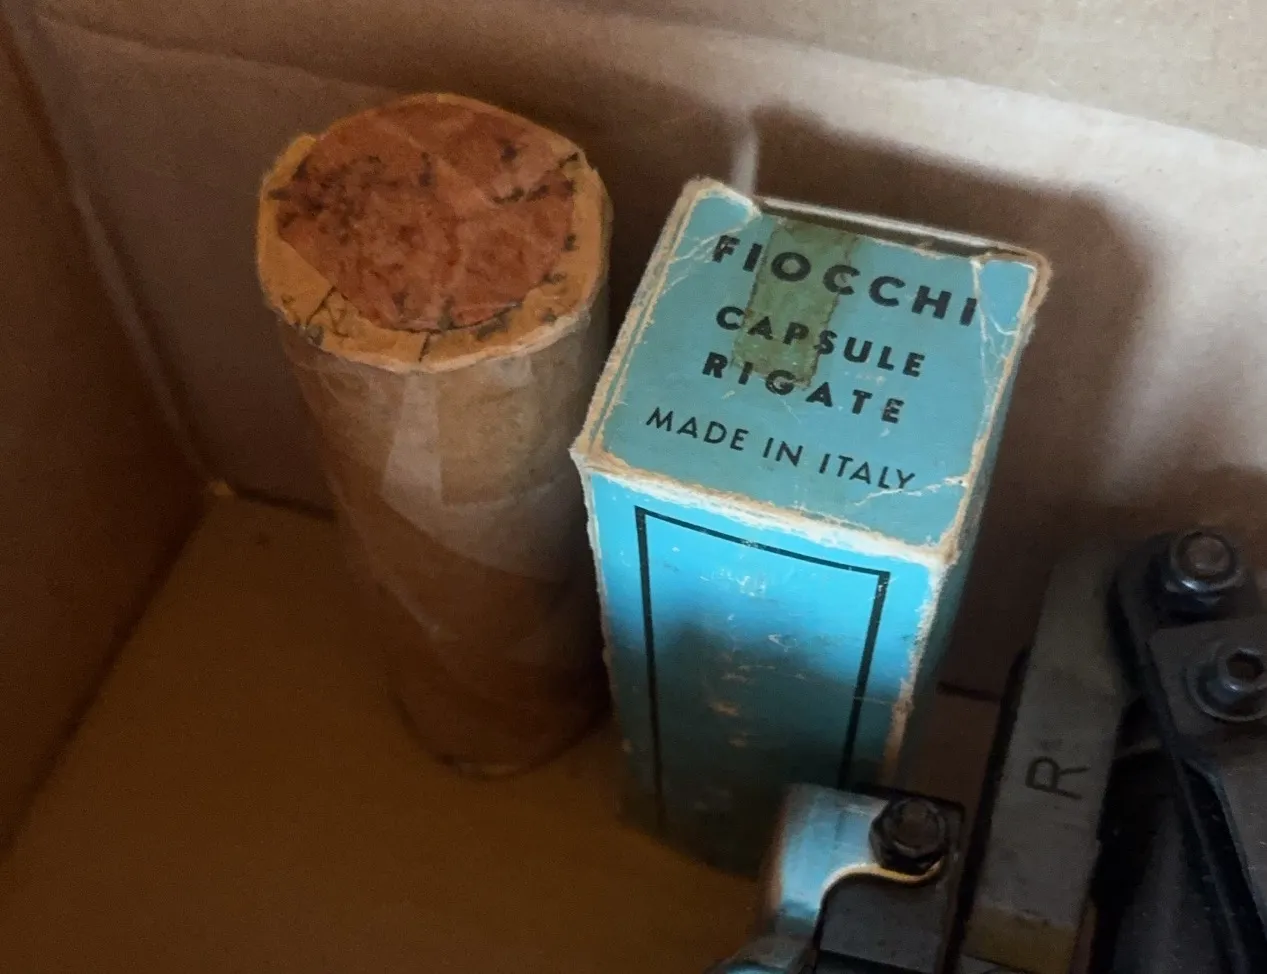 FIOCCHI
CAPSULE
RIGATE
MADE IN ITALY
R